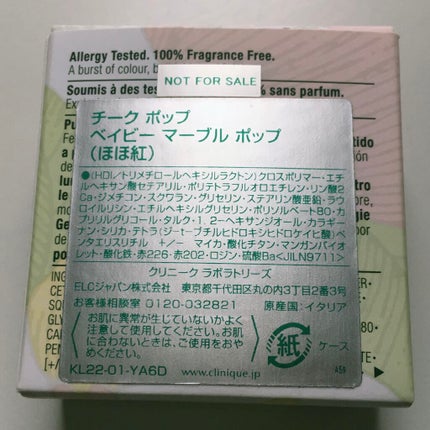 Allergy Tested. 100% Fragrance Free.
A burst of colour, b
NOT FOR SALE
Soumis à des tes
% sans parfum.
チーク ポップ
ベイビー マーブル ポップ
(ほほ紅)
●(HDI/トリメチロールヘキシルラクトン)クロスポリマー・エチ
ルヘキサン酸セテアリル・ポリテトラフルオロエチレン・リン酸2
Ca・ジメチコン・スクワラン・グリセリン・ステアリン酸亜鉛・ラウ
ロイルリシン・エチルヘキシルグリセリン・ポリソルベート80・カ
プリリルグリコール・タルク・1,2-ヘキサンジオール・カラギー
ナン・シリカ・テトラ(ジ-t-ブチルヒドロキシヒドロケイヒ酸)ペ
ンタエリスリチル +/- マイカ・酸化チタン・マンガンバイオ
レット・酸化鉄・赤226・赤202・ロジン・硫酸Ba<JILN9711>
クリニーク ラボラトリーズ
ELCジャパン株式会社 東京都千代田区丸の内3丁目2番3号
お客様相談室 0120-032821 原産国:イタリア
お肌に異常が生じていないかよく
注意して使用してください。お肌
に合わないときは、ご使用をおや
めください。
紙 ケース
KL22-01-YA6D
www.clinique.jp
A59